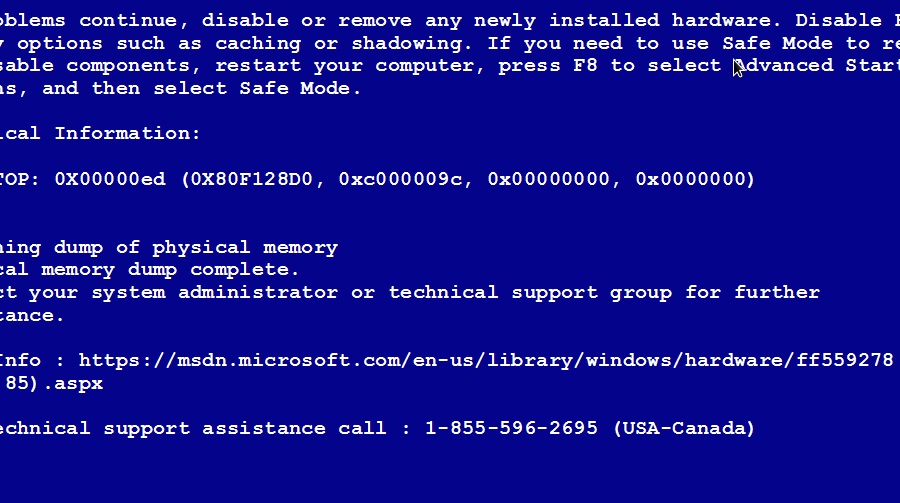 oblems continue, disable or remove any newly installed hardware. Disable
y options such as caching or shadowing. If you need to use Safe Mode to re
sable components, restart your computer, press F8 to select Advanced Start
ns, and then select Safe Mode.
ical Information:
TOP: 0X00000ed (0X80F128D0, 0xc000009c, 0x00000000, 0x0000000)
ning dump of physical memory
cal memory dump complete.
ct your system administrator or technical support group for further
tance.
Info : https://msdn.microsoft.com/en-us/library/windows/hardware/ff559278
85).aspx
echnical support assistance call : 1-855-596-2695 (USA-Canada)